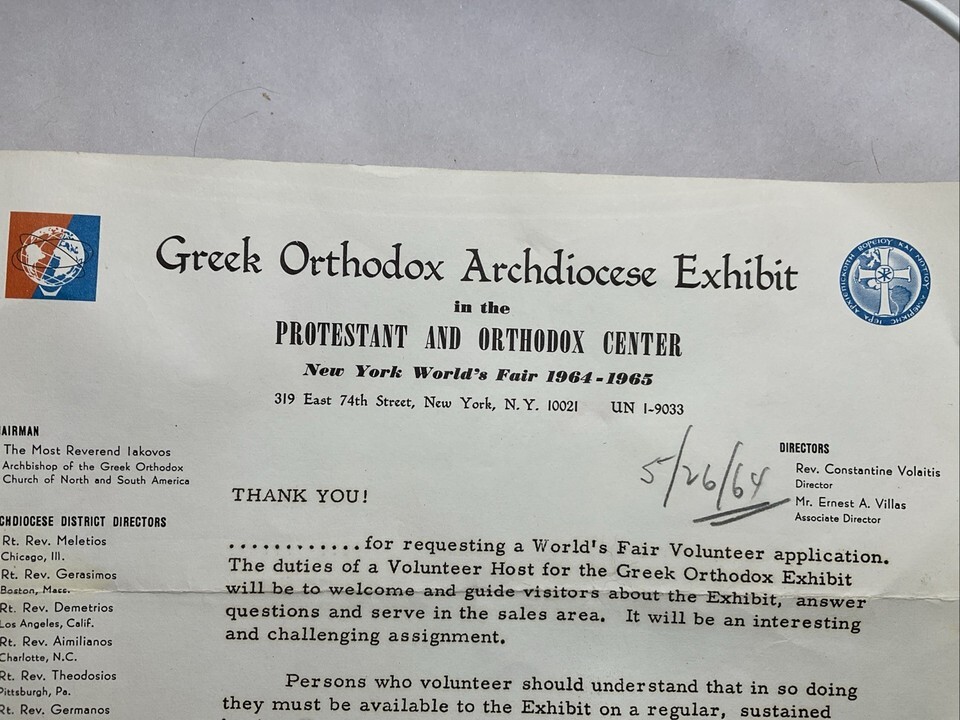 Greek Orthodox Archdiocese Exhibit
in the
PROTESTANT AND ORTHODOX CENTER
New York World's Fair 1964-1965
319 East 74th Street, New York, N.Y. 10021 UN 1-9033
ΙΕΡΑ ΑΡΧΙΕΠΙΣΚΟΠΗ ΒΟΡΕΙΟΥ ΚΑΙ ΝΟΤΙΟΥ ΑΜΕΡΙΚΗΣ
AIRMAN
The Most Reverend Iakovos
Archbishop of the Greek Orthodox
Church of North and South America
CHDIOCESE DISTRICT DIRECTORS
Rt. Rev. Meletios
Chicago, Ill.
Rt. Rev. Gerasimos
Boston, Mass.
Rt. Rev. Demetrios
Los Angeles, Calif.
Rt. Rev. Aimilianos
Charlotte, N.C.
Rt. Rev. Theodosios
Pittsburgh, Pa.
Rt. Rev. Germanos
5/26/64
DIRECTORS
Rev. Constantine Volaitis
Director
Mr. Ernest A. Villas
Associate Director
THANK YOU!
............for requesting a World's Fair Volunteer application.
The duties of a Volunteer Host for the Greek Orthodox Exhibit
will be to welcome and guide visitors about the Exhibit, answer
questions and serve in the sales area. It will be an interesting
and challenging assignment.
Persons who volunteer should understand that in so doing
they must be available to the Exhibit on a regular, sustained